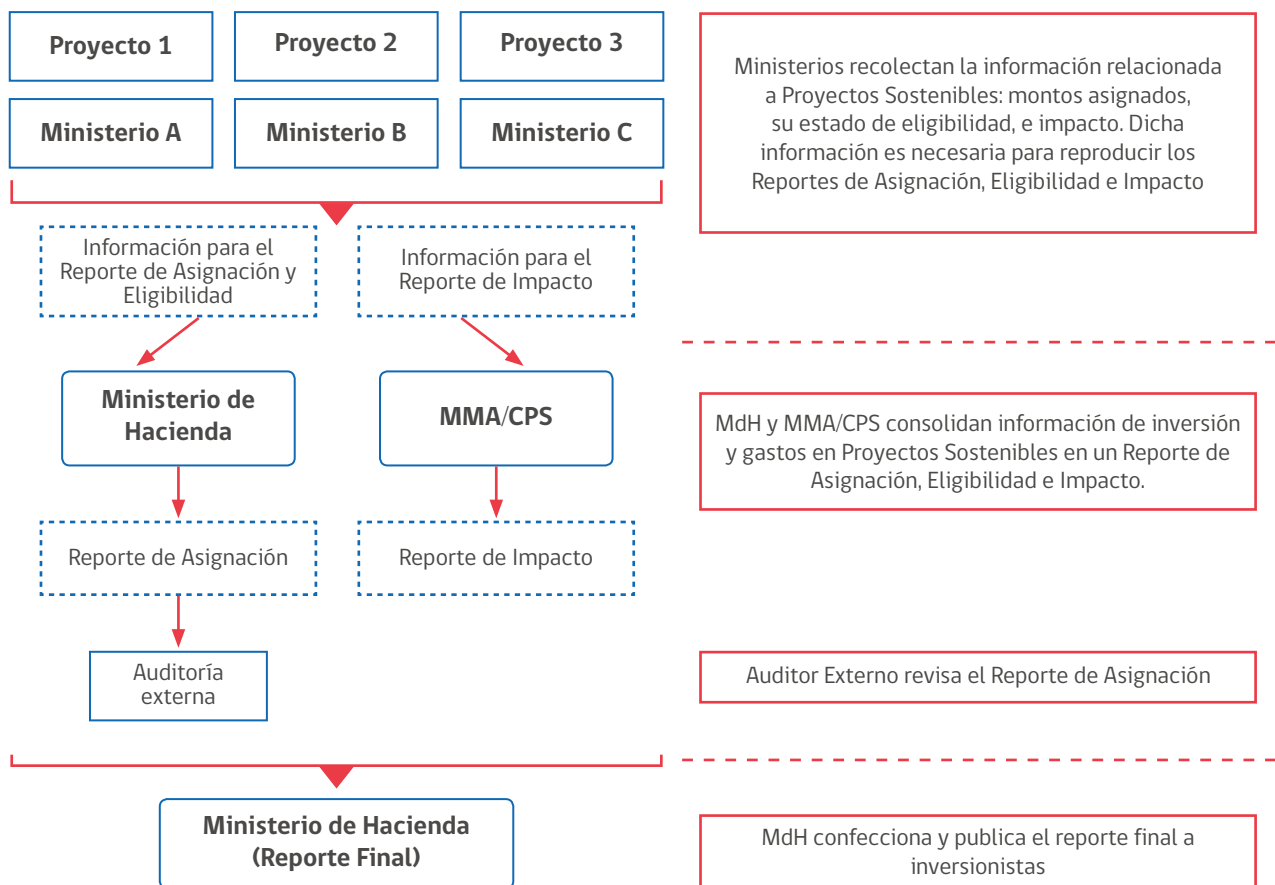 Proyecto 1
Proyecto 2
Proyecto 3
Ministerio A
Ministerio B
Ministerio C
Ministerios recolectan la información relacionada
a Proyectos Sostenibles: montos asignados,
su estado de eligibilidad, e impacto. Dicha
información es necesaria para reproducir los
Reportes de Asignación, Eligibilidad e Impacto
Información para el
Reporte de Asignación y
Eligibilidad
Información para el
Reporte de Impacto
Ministerio de
Hacienda
MMA/CPS
MdH y MMA/CPS consolidan información de inversión
y gastos en Proyectos Sostenibles en un Reporte de
Asignación, Eligibilidad e Impacto.
Reporte de Asignación
Reporte de Impacto
Auditoría
externa
Auditor Externo revisa el Reporte de Asignación
Ministerio de Hacienda
(Reporte Final)
MdH confecciona y publica el reporte final a
inversionistas